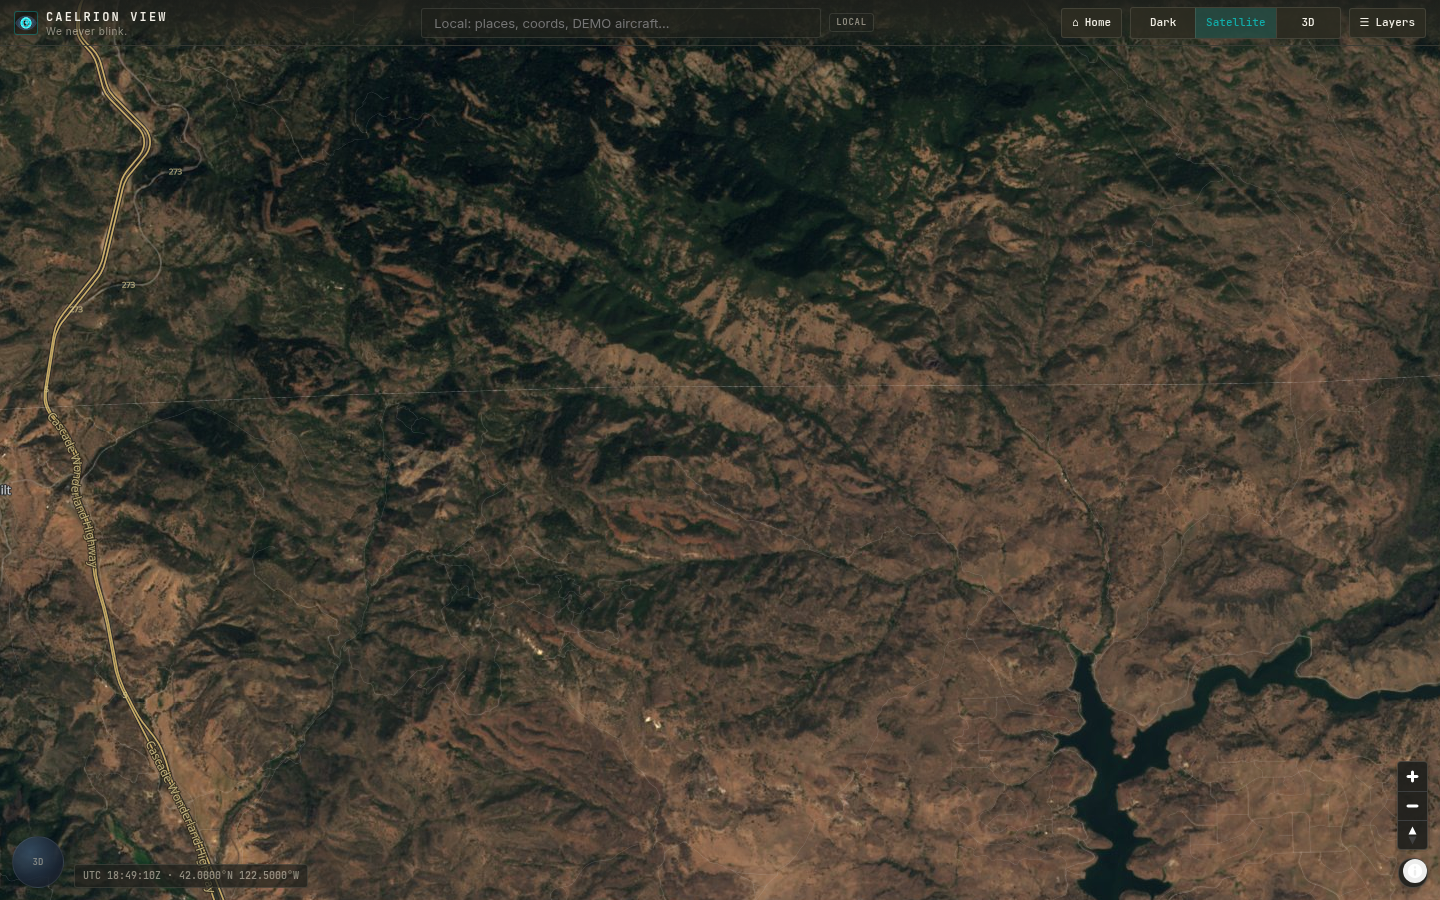 CAELRION VIEW
We never blink.
Local: places, coords, DEMO aircraft...
LOCAL
⌂ Home
Dark
Satellite
3D
☰ Layers
273
273
273
Cascade Wonderland Highway
ilt
Cascade Wonderland Highway
3D
UTC 18:49:10Z · 42.0000°N 122.5000°W